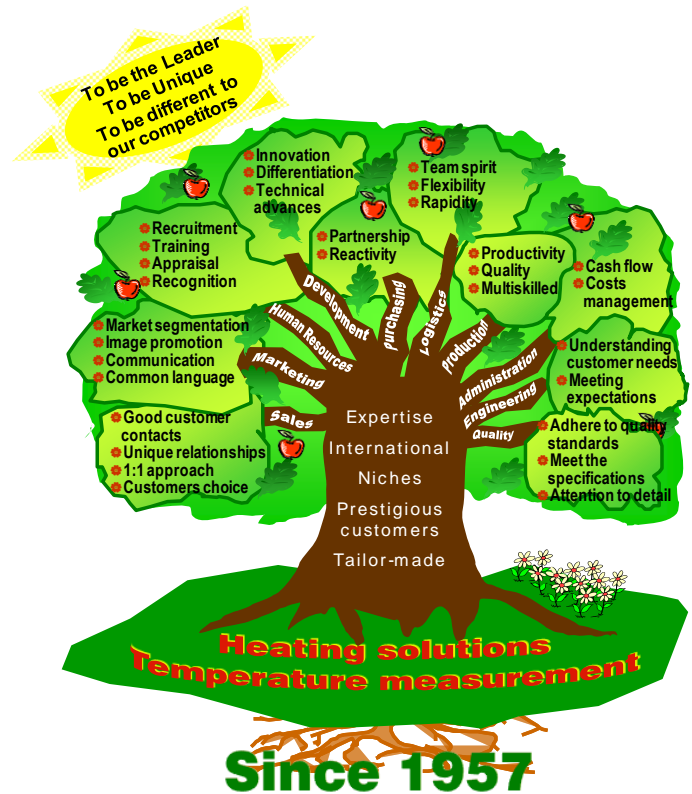 To be the Leader
To be Unique
To be different to
our competitors
Innovation
Differentiation
Technical
advances
Team spirit
Flexibility
Rapidity
Recruitment
Training
Appraisal
Recognition
Partnership
Reactivity
Productivity
Quality
Multiskilled
Cash flow
Costs
management
Market segmentation
Image promotion
Communication
Common language
Understanding
customer needs
Meeting
expectations
Good customer
contacts
Unique relationships
1:1 approach
Customers choice
Adhere to quality
standards
Meet the
specifications
Attention to detail
Sales
Marketing
Human Resources
Development
Purchasing
Logistics
Production
Administration
Engineering
Quality
Expertise
International
Niches
Prestigious
customers
Tailor-made
Heating solutions
Temperature measurement
Since 1957